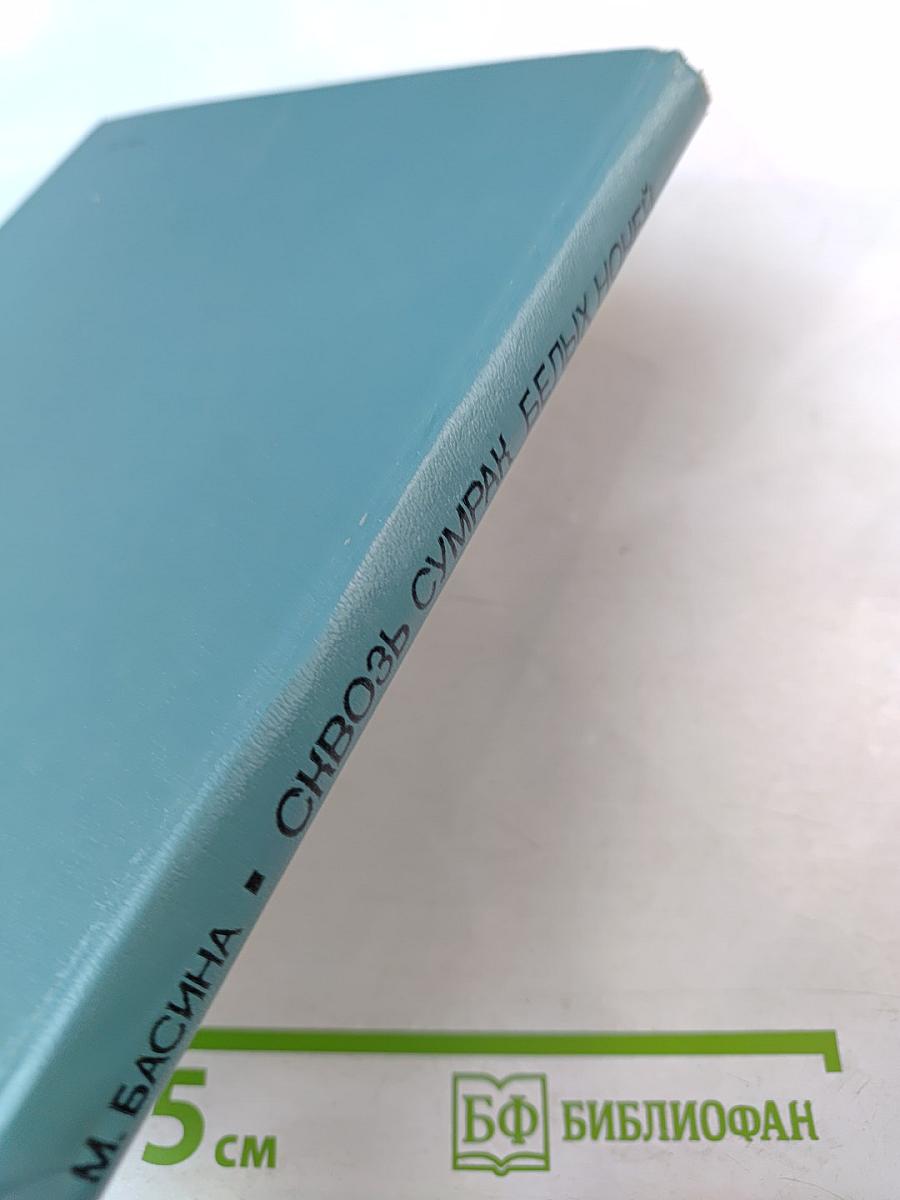 М. БАСИНА ▪ СКВОЗЬ СУМРАК БЕЛЫХ НОЧЕЙ
5 см
БФ БИБЛИОФАН